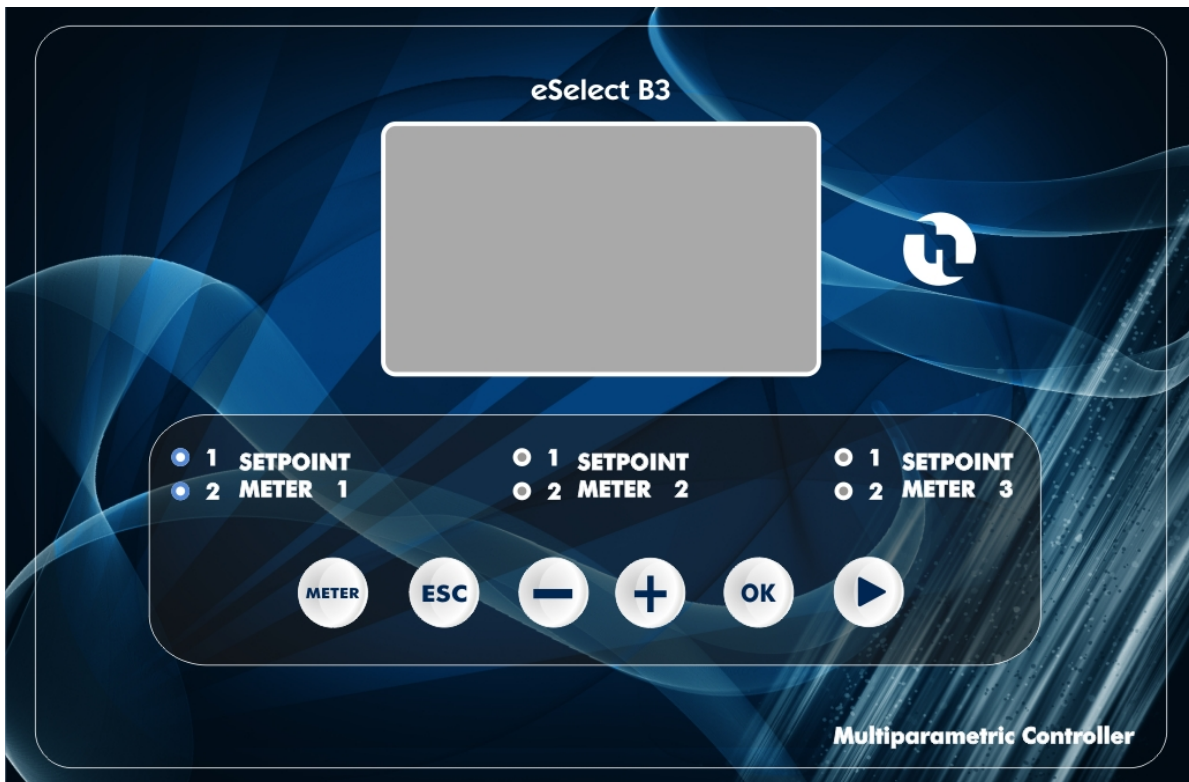 eSelect B3
1 SETPOINT
2 METER 1
1 SETPOINT
2 METER 2
1 SETPOINT
2 METER 3
METER ESC − + OK
Multiparametric Controller